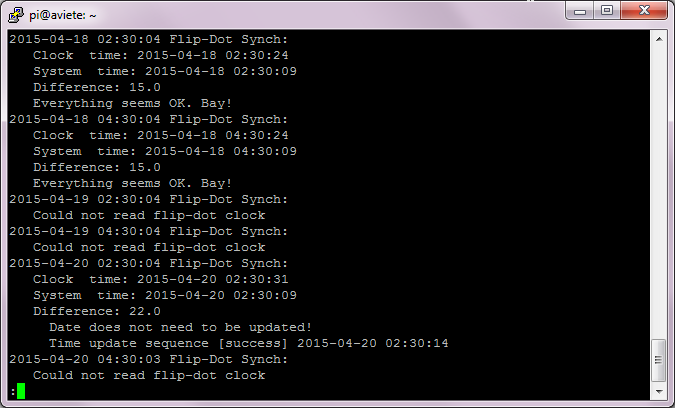 pi@aviete: ~
2015-04-18 02:30:04 Flip-Dot Synch:
   Clock  time: 2015-04-18 02:30:24
   System  time: 2015-04-18 02:30:09
   Difference: 15.0
   Everything seems OK. Bay!
2015-04-18 04:30:04 Flip-Dot Synch:
   Clock  time: 2015-04-18 04:30:24
   System  time: 2015-04-18 04:30:09
   Difference: 15.0
   Everything seems OK. Bay!
2015-04-19 02:30:04 Flip-Dot Synch:
   Could not read flip-dot clock
2015-04-19 04:30:04 Flip-Dot Synch:
   Could not read flip-dot clock
2015-04-20 02:30:04 Flip-Dot Synch:
   Clock  time: 2015-04-20 02:30:31
   System  time: 2015-04-20 02:30:09
   Difference: 22.0
     Date does not need to be updated!
     Time update sequence [success] 2015-04-20 02:30:14
2015-04-20 04:30:03 Flip-Dot Synch:
   Could not read flip-dot clock
: